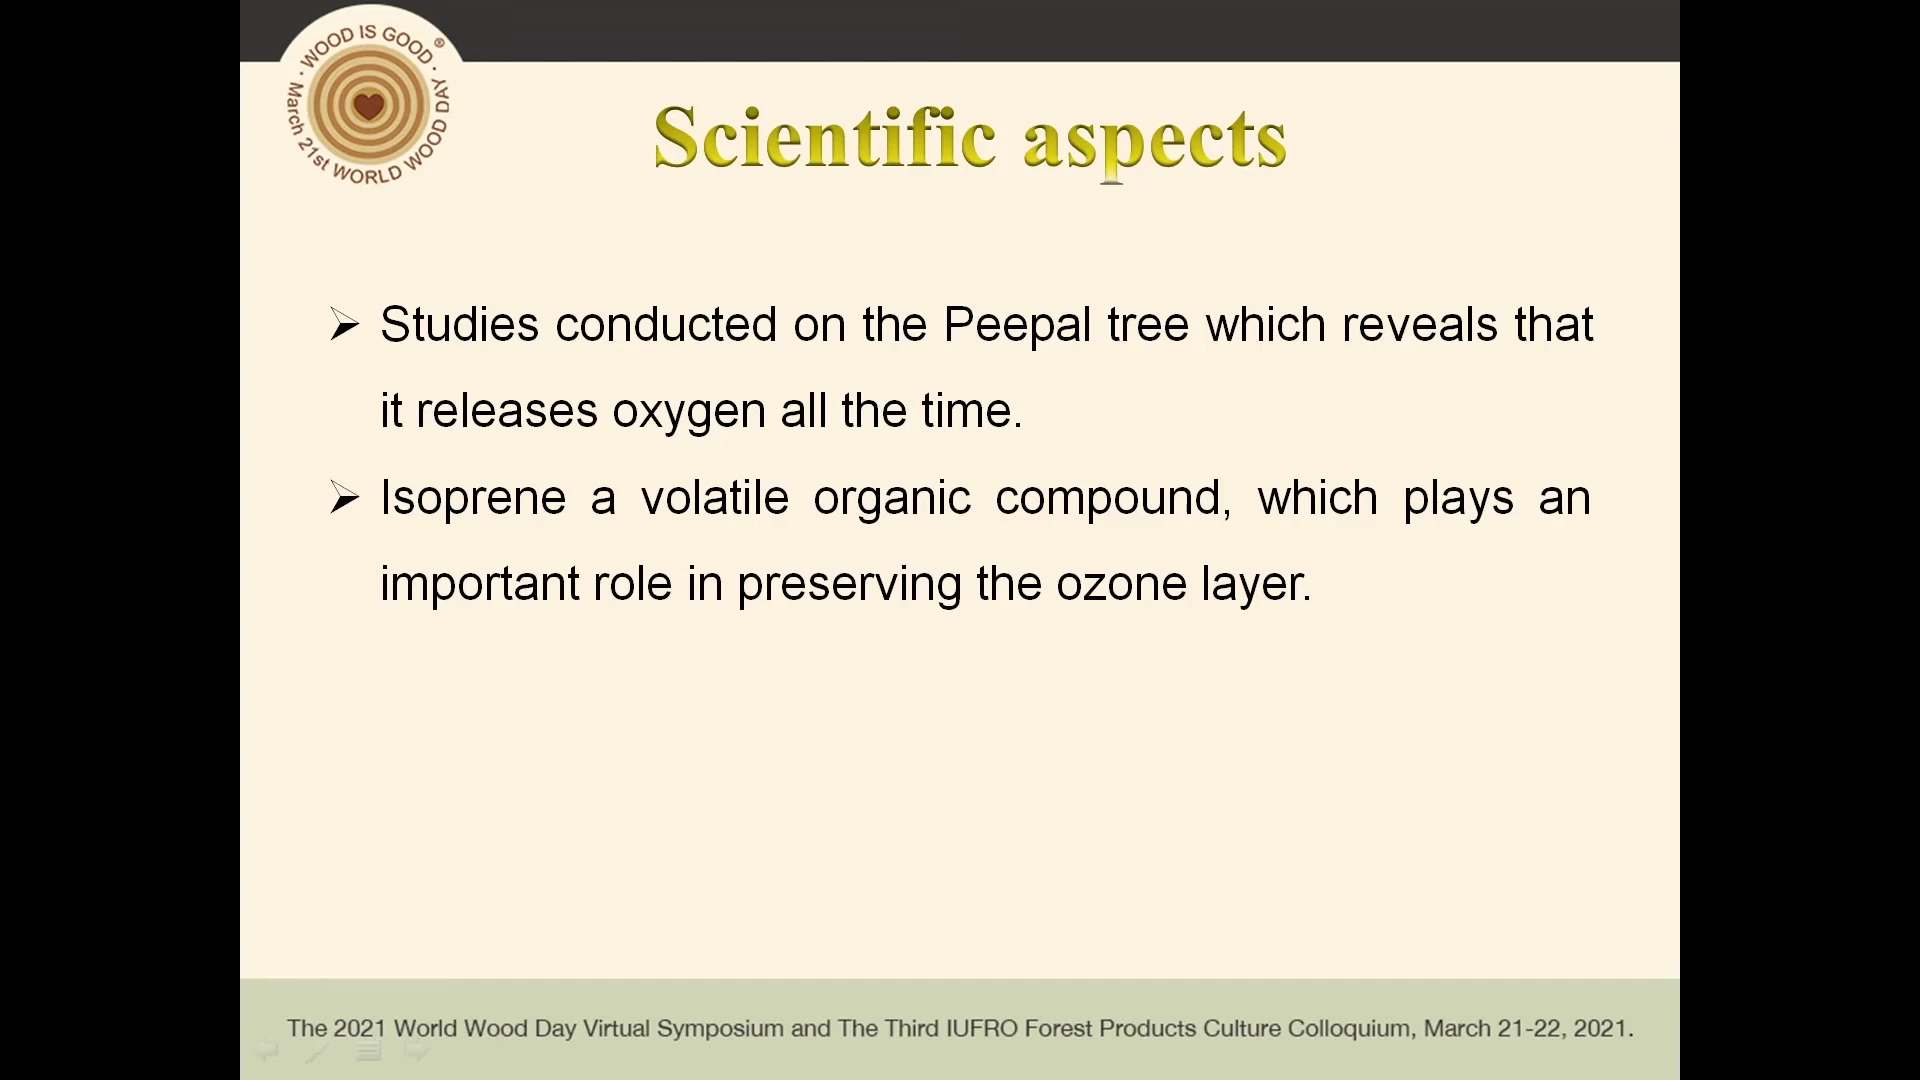 · WOOD IS GOOD® ·
March 21st WORLD WOOD DAY
Scientific aspects
➢ Studies conducted on the Peepal tree which reveals that
it releases oxygen all the time.
➢ Isoprene a volatile organic compound, which plays an
important role in preserving the ozone layer.
The 2021 World Wood Day Virtual Symposium and The Third IUFRO Forest Products Culture Colloquium, March 21-22, 2021.